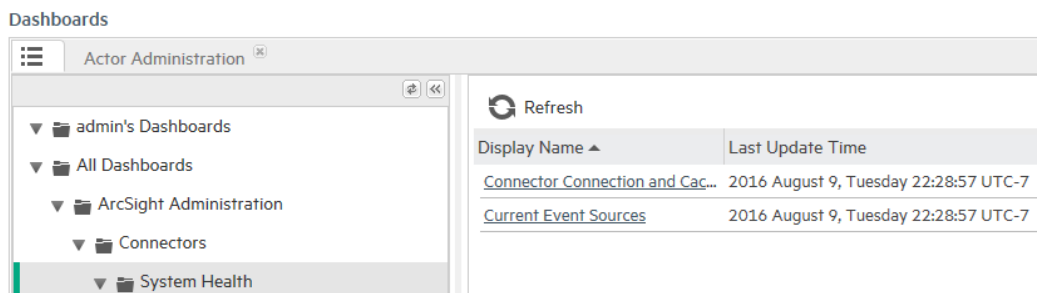 Dashboards
Actor Administration
admin's Dashboards
All Dashboards
ArcSight Administration
Connectors
System Health
Refresh
Display Name Last Update Time
Connector Connection and Cac... 2016 August 9, Tuesday 22:28:57 UTC-7
Current Event Sources 2016 August 9, Tuesday 22:28:57 UTC-7